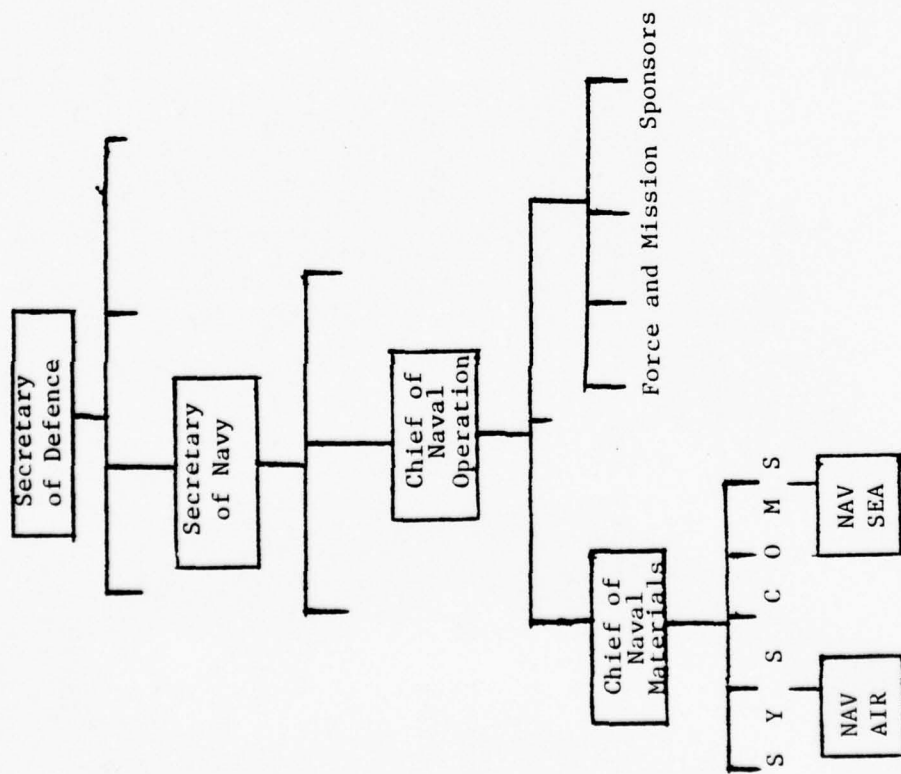 Secretary
of Defence
Secretary
of Navy
Chief of
Naval
Operation
Chief of
Naval
Materials
Force and Mission Sponsors
S Y S C O M S
NAV
AIR
NAV
SEA